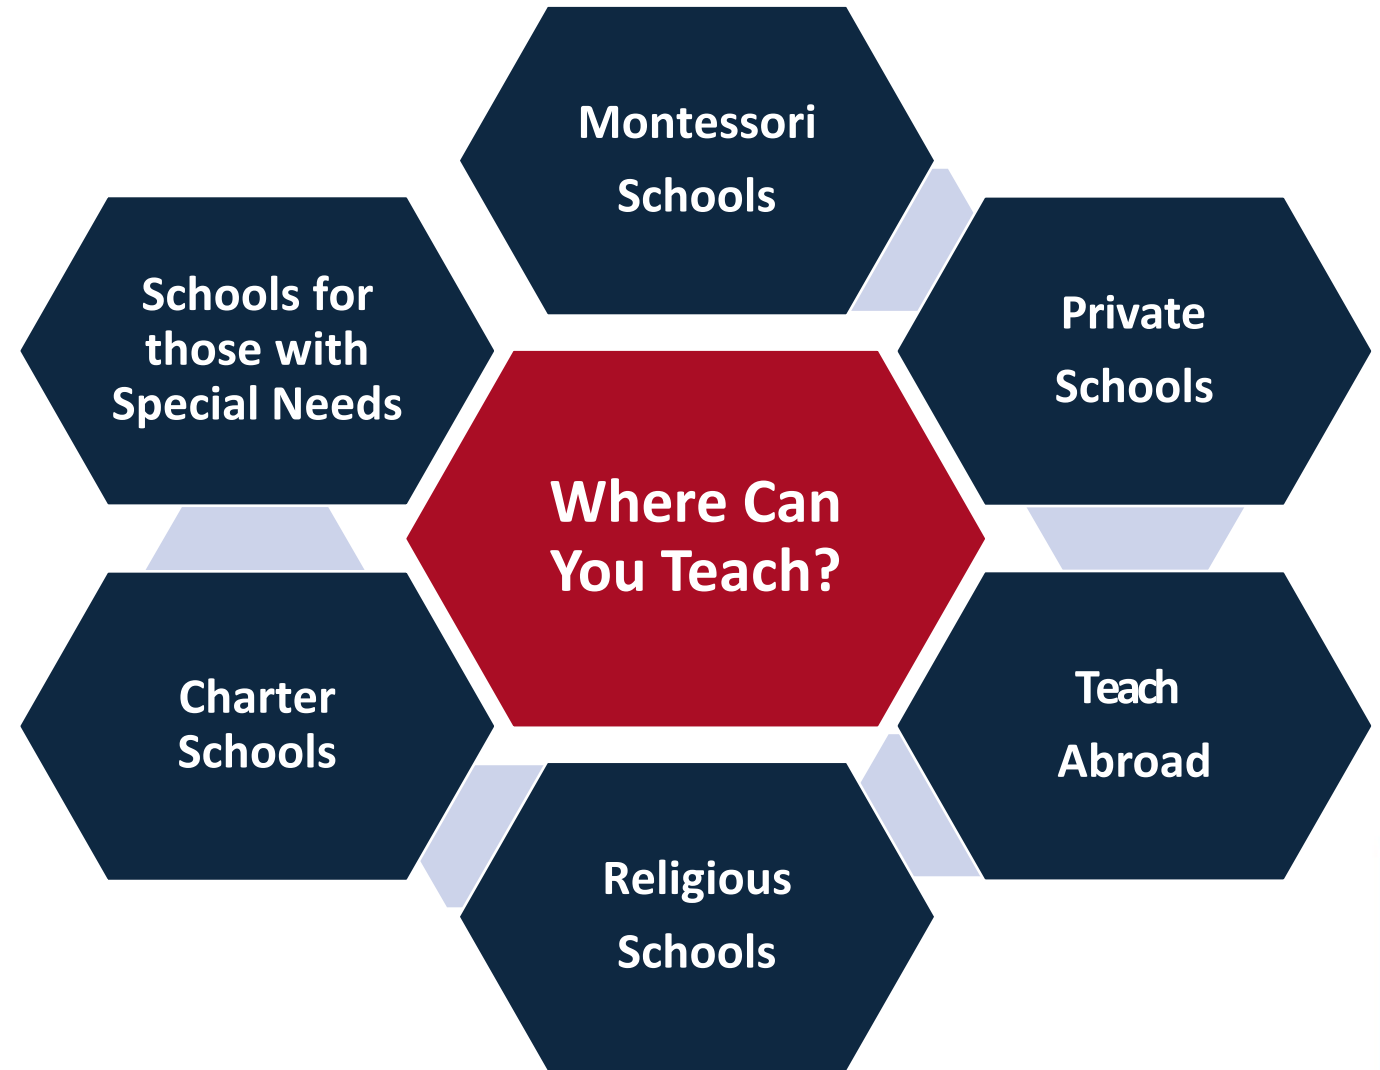 Montessori
Schools
Private
Schools
Schools for
those with
Special Needs
Where Can
You Teach?
Teach
Abroad
Charter
Schools
Religious
Schools